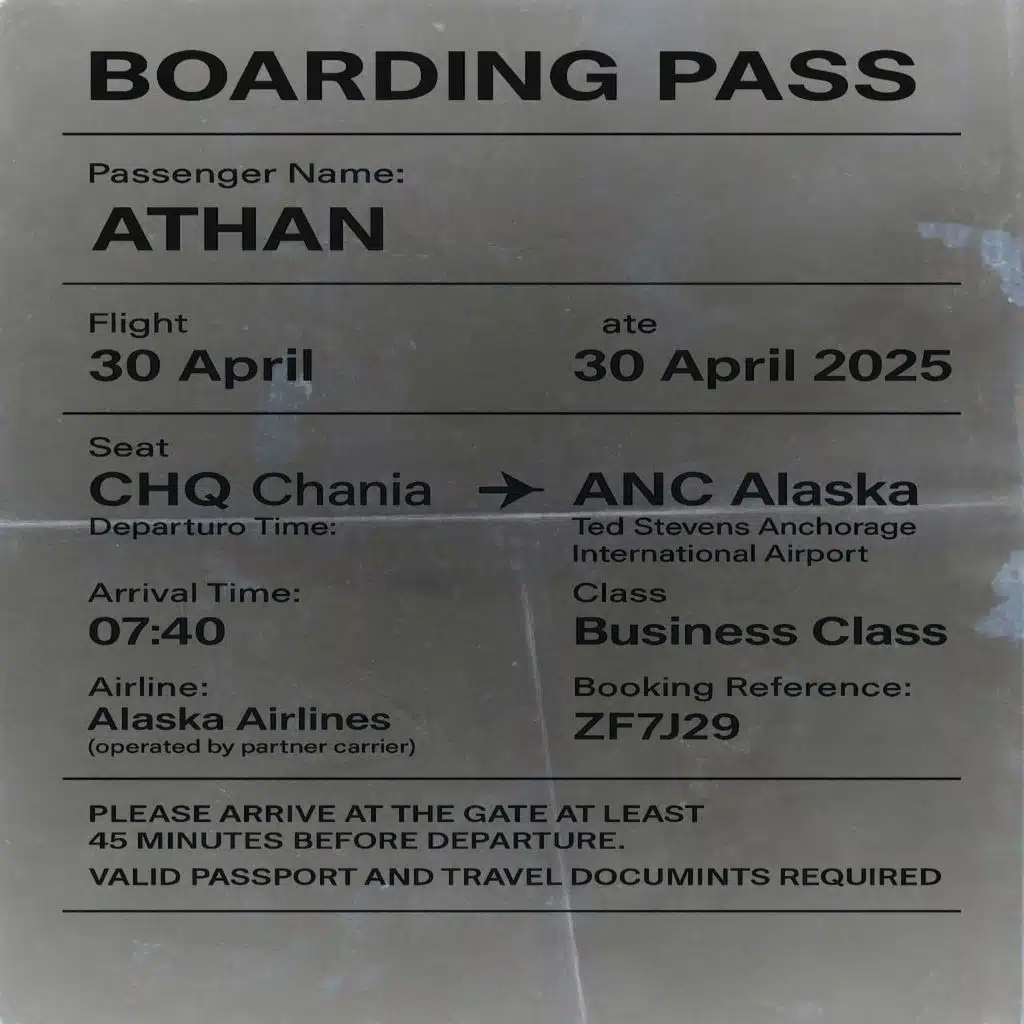 BOARDING PASS
Passenger Name:
ATHAN
Flight
ate
30 April
30 April 2025
Seat
CHQ Chania → ANC Alaska
Departuro Time:
Ted Stevens Anchorage
International Airport
Arrival Time:
Class
07:40
Business Class
Airline:
Booking Reference:
Alaska Airlines
ZF7J29
(operated by partner carrier)
PLEASE ARRIVE AT THE GATE AT LEAST
45 MINUTES BEFORE DEPARTURE.
VALID PASSPORT AND TRAVEL DOCUMINTS REQUIRED